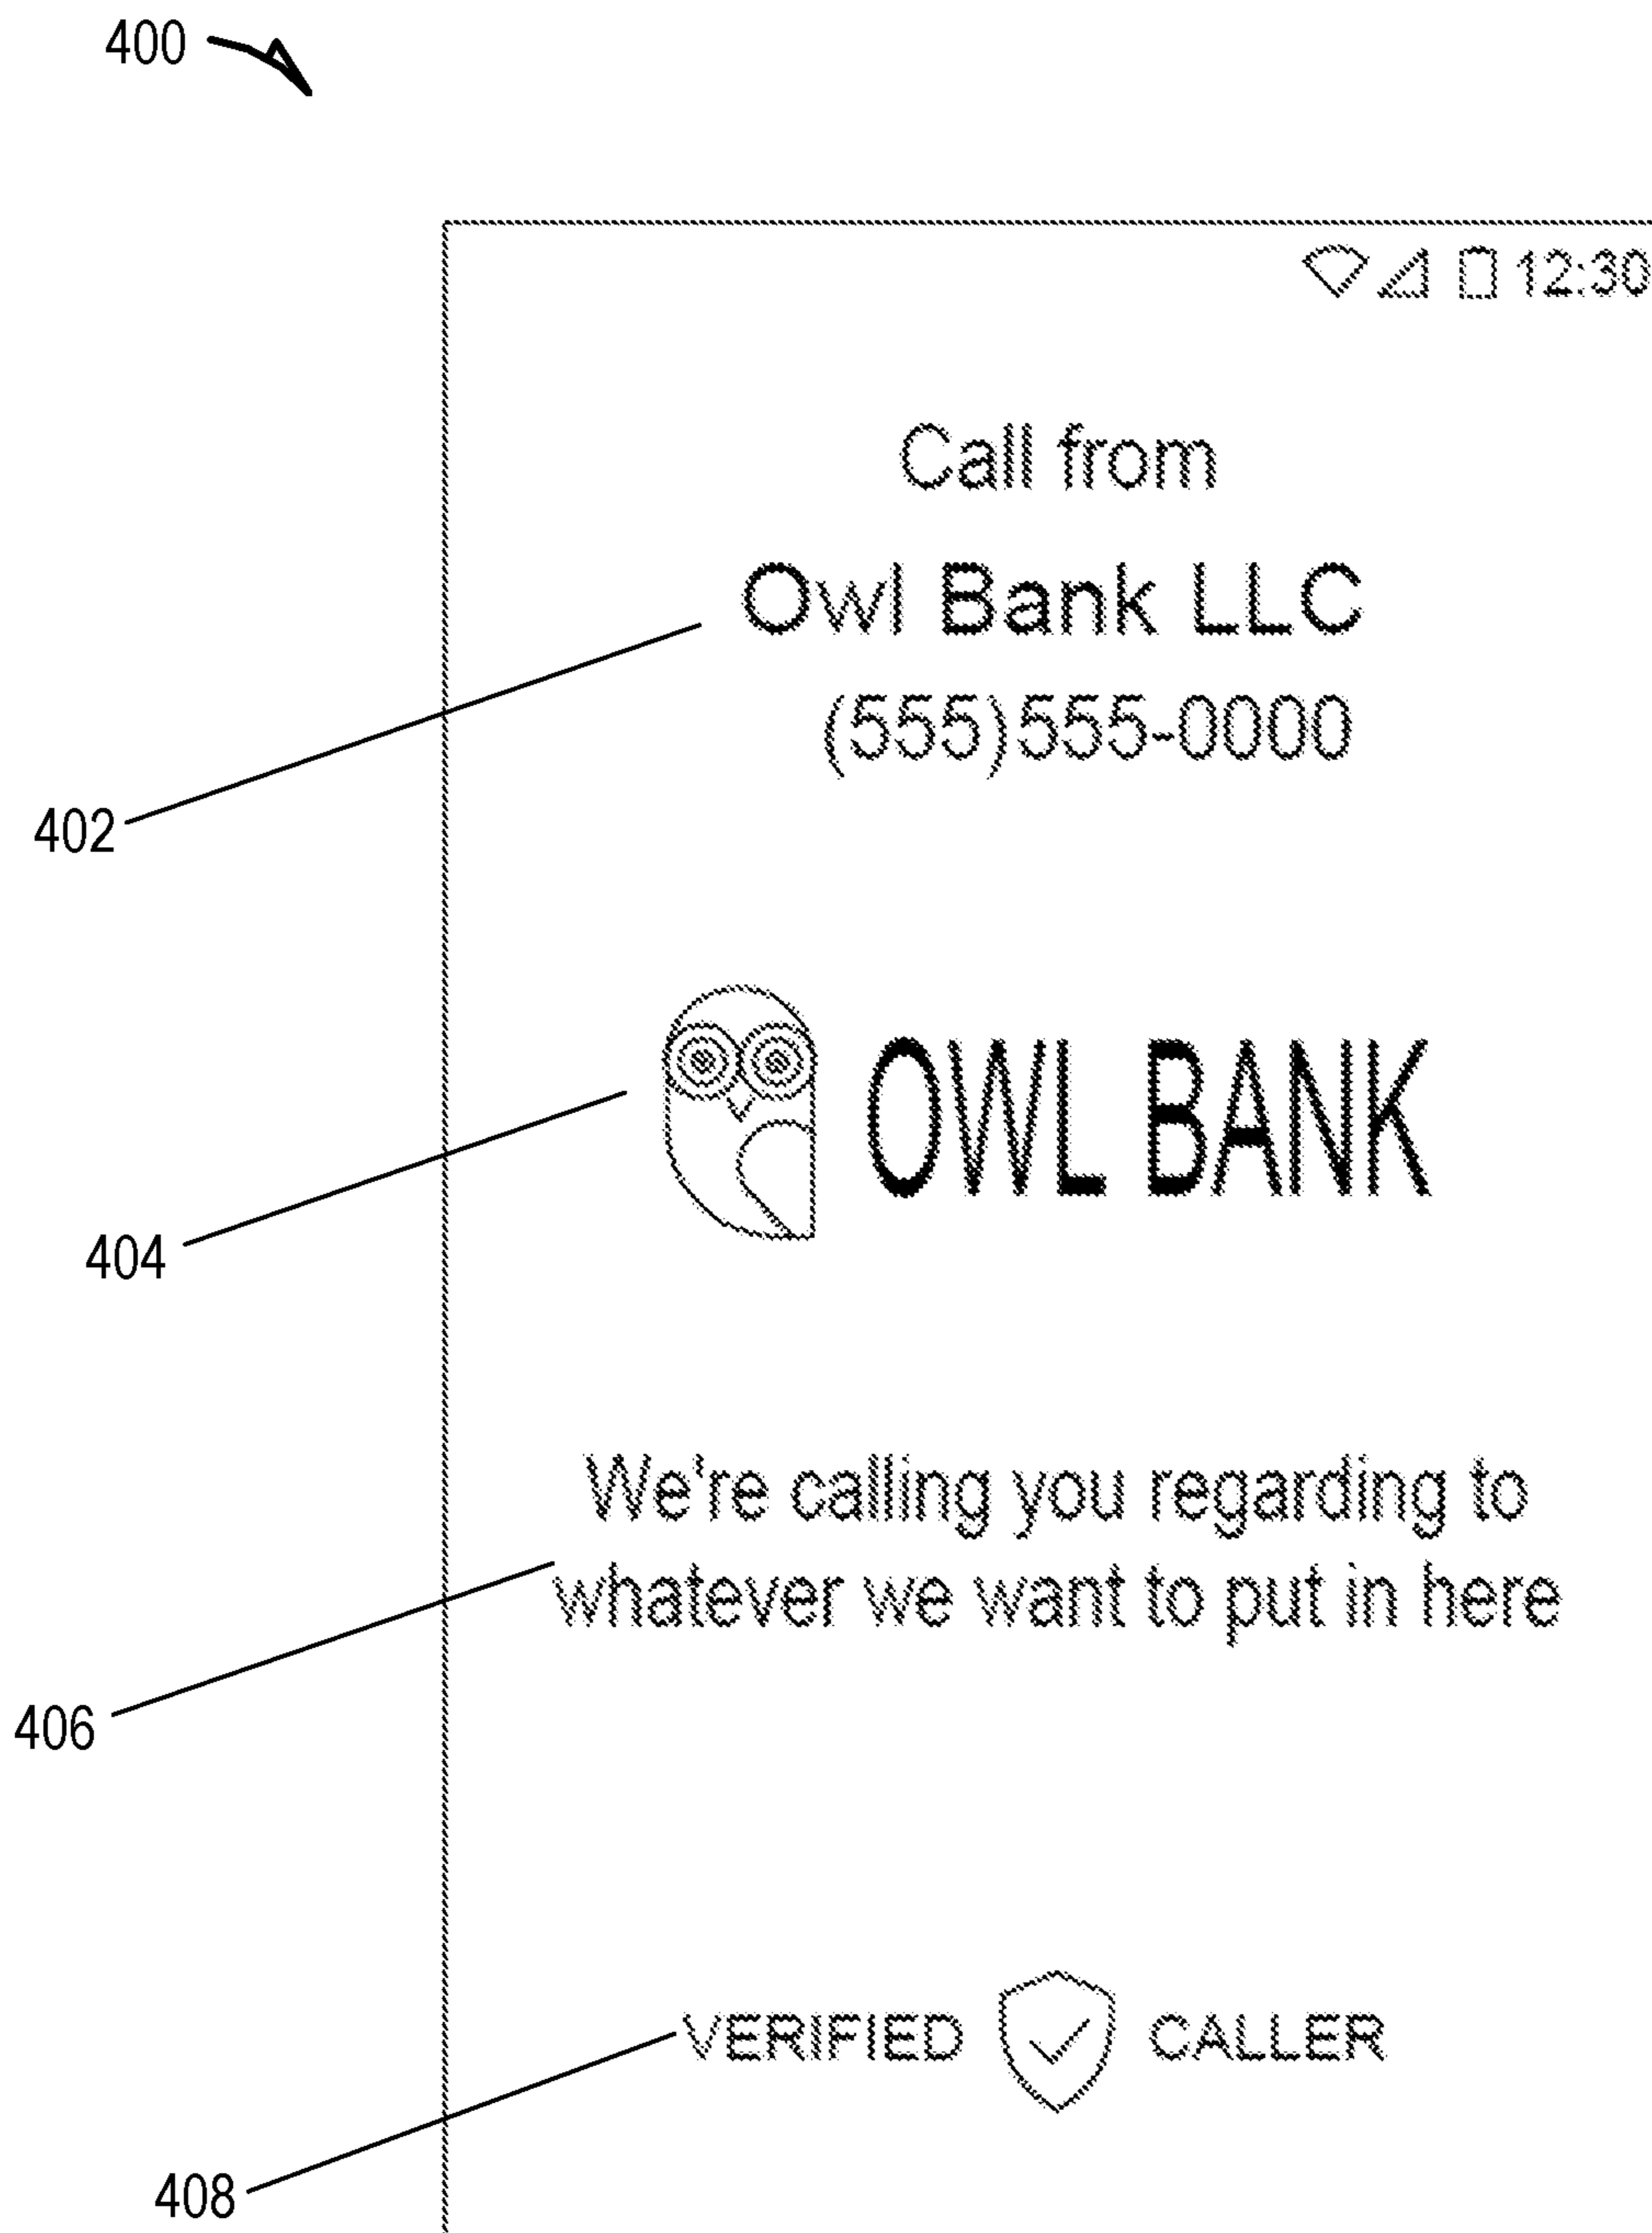 400
12:30
Call from
Owl Bank LLC
(555)555-0000
402
OWL BANK
404
We're calling you regarding to
whatever we want to put in here
406
VERIFIED CALLER
408